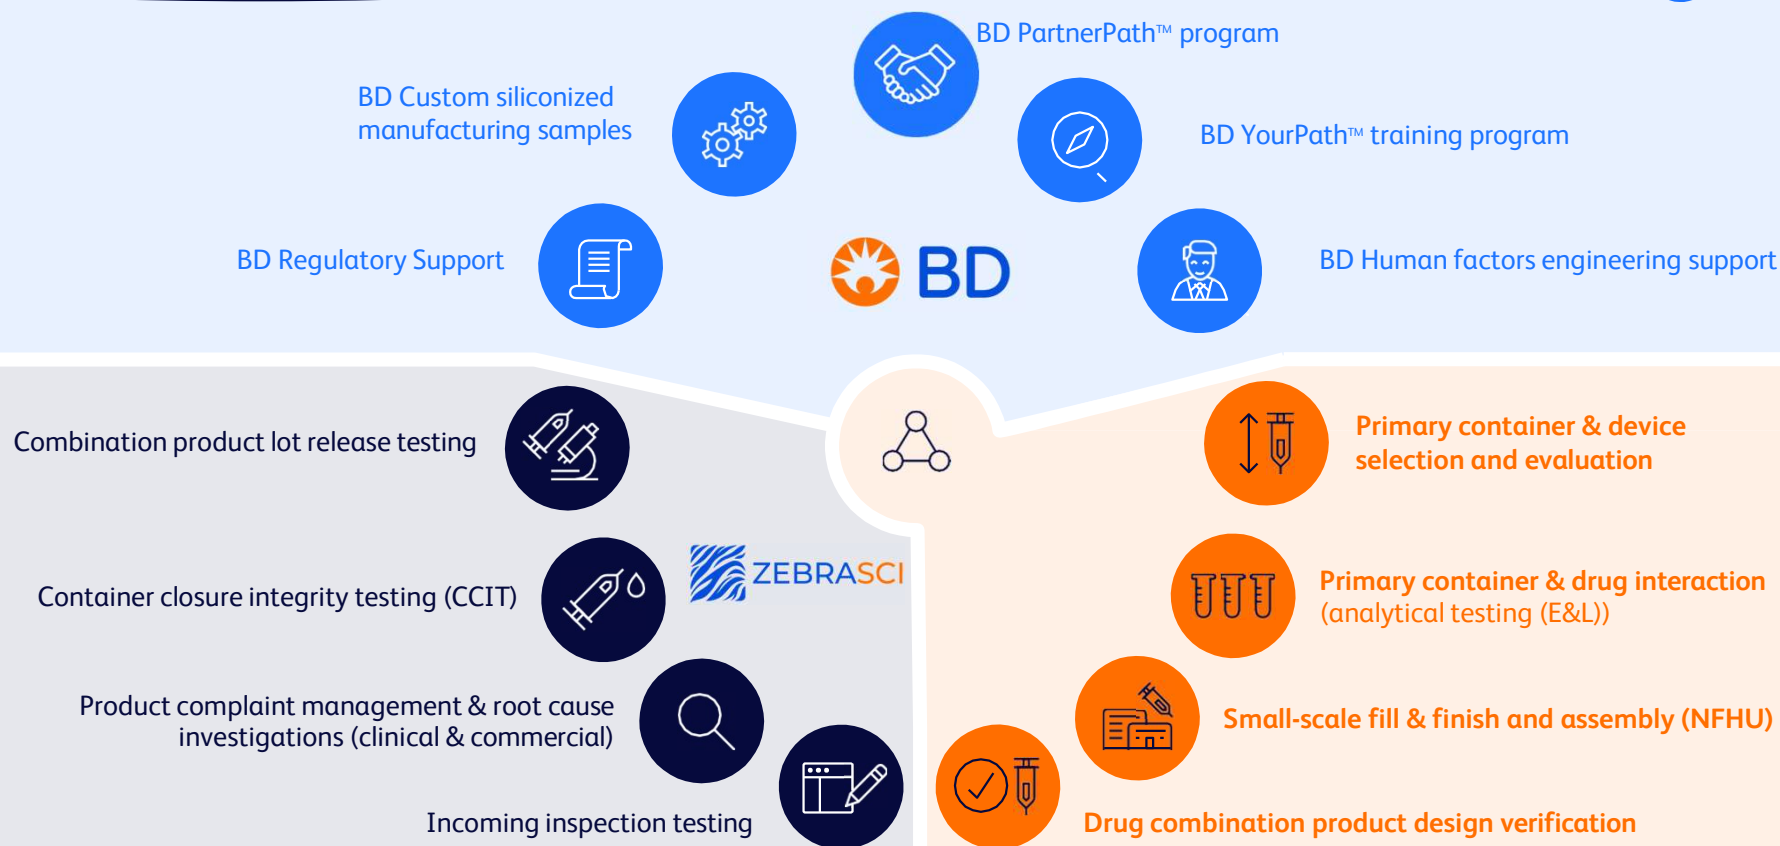 BD PartnerPath™ program
BD Custom siliconized
manufacturing samples
BD YourPath™ training program
BD Regulatory Support
BD
BD Human factors engineering support
Combination product lot release testing
Primary container & device
selection and evaluation
ZEBRASCI
Container closure integrity testing (CCIT)
Primary container & drug interaction
(analytical testing (E&L))
Product complaint management & root cause
investigations (clinical & commercial)
Small-scale fill & finish and assembly (NFHU)
Incoming inspection testing
Drug combination product design verification